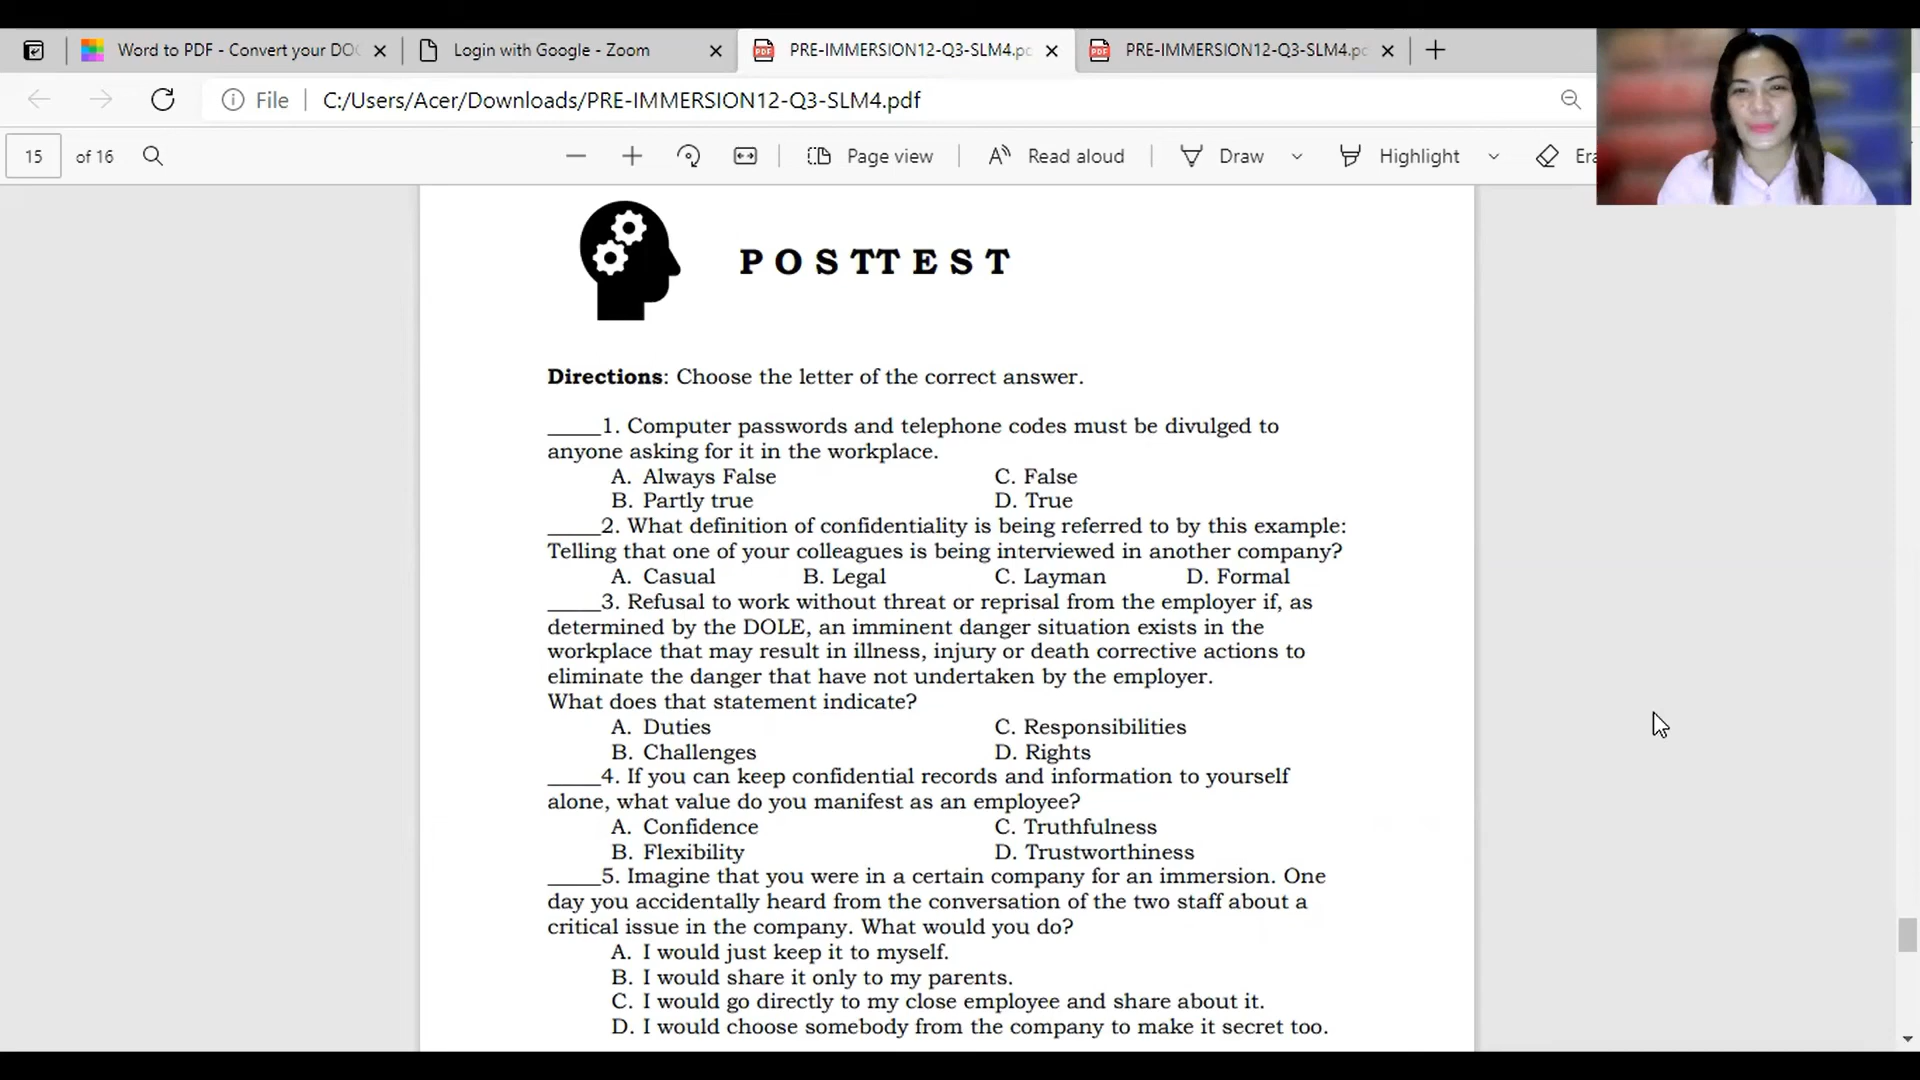 Word to PDF - Convert your DO
Login with Google - Zoom
PRE-IMMERSION12-Q3-SLM4.p
PRE-IMMERSION12-Q3-SLM4.p
File
C:/Users/Acer/Downloads/PRE-IMMERSION12-Q3-SLM4.pdf
15 of 16
Page view
Read aloud
Draw
Highlight
Era
PDF
PDF
P O S T T E S T
Directions: Choose the letter of the correct answer.
_____1. Computer passwords and telephone codes must be divulged to
anyone asking for it in the workplace.
A. Always False C. False
B. Partly true D. True
_____2. What definition of confidentiality is being referred to by this example:
Telling that one of your colleagues is being interviewed in another company?
A. Casual B. Legal C. Layman D. Formal
_____3. Refusal to work without threat or reprisal from the employer if, as
determined by the DOLE, an imminent danger situation exists in the
workplace that may result in illness, injury or death corrective actions to
eliminate the danger that have not undertaken by the employer.
What does that statement indicate?
A. Duties C. Responsibilities
B. Challenges D. Rights
_____4. If you can keep confidential records and information to yourself
alone, what value do you manifest as an employee?
A. Confidence C. Truthfulness
B. Flexibility D. Trustworthiness
_____5. Imagine that you were in a certain company for an immersion. One
day you accidentally heard from the conversation of the two staff about a
critical issue in the company. What would you do?
A. I would just keep it to myself.
B. I would share it only to my parents.
C. I would go directly to my close employee and share about it.
D. I would choose somebody from the company to make it secret too.